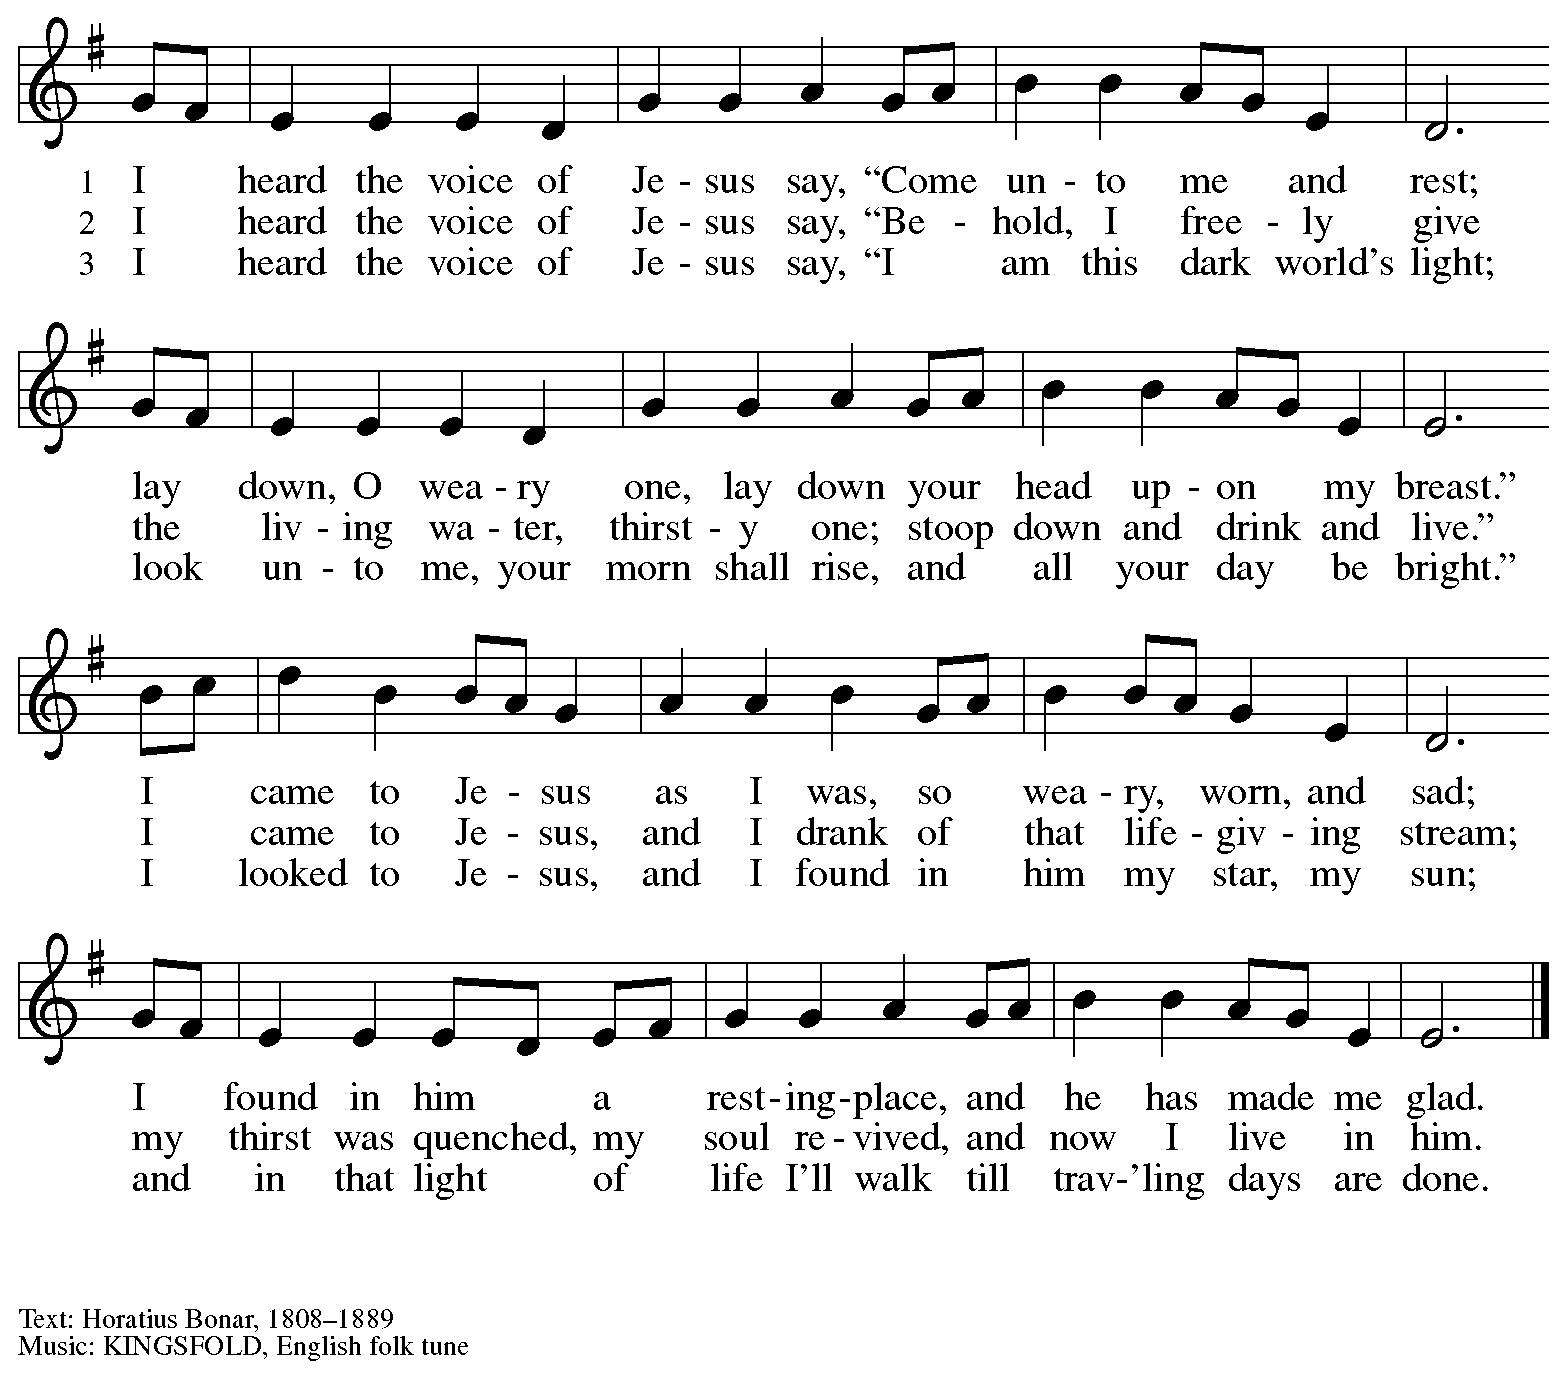 1 I heard the voice of Je - sus say, “Come un - to me and rest;
2 I heard the voice of Je - sus say, “Be - hold, I free - ly give
3 I heard the voice of Je - sus say, “I am this dark world’s light;
lay down, O wea - ry one, lay down your head up - on my breast.”
the liv - ing wa - ter, thirst - y one; stoop down and drink and live.”
look un - to me, your morn shall rise, and all your day be bright.”
I came to Je - sus as I was, so wea - ry, worn, and sad;
I came to Je - sus, and I drank of that life - giv - ing stream;
I looked to Je - sus, and I found in him my star, my sun;
I found in him a rest - ing - place, and he has made me glad.
my thirst was quenched, my soul re - vived, and now I live in him.
and in that light of life I’ll walk till trav - ’ling days are done.
Text: Horatius Bonar, 1808–1889
Music: KINGSFOLD, English folk tune